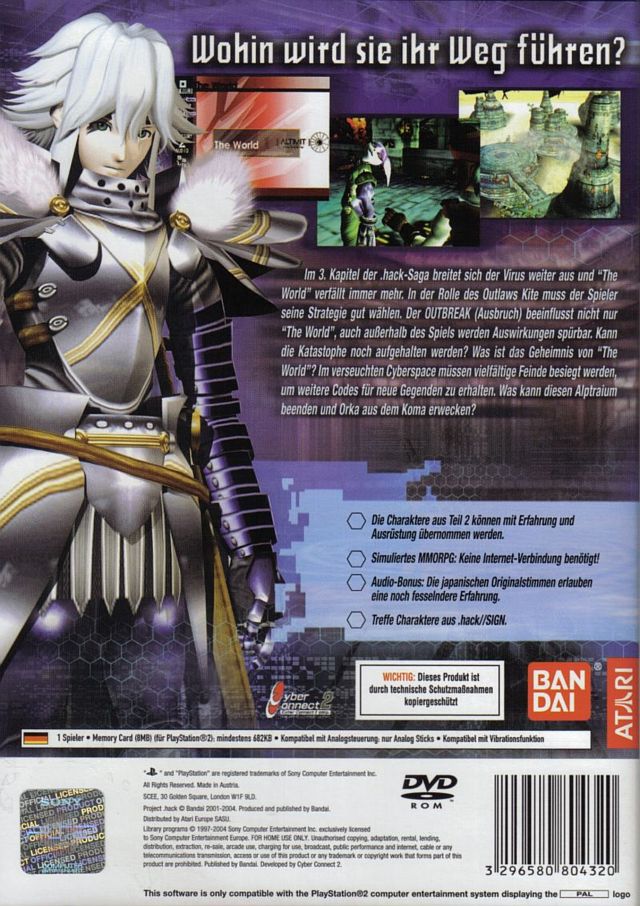 Wohin wird sie ihr Weg führen?
The World
The World
ALTIMIT
Im 3. Kapitel der .hack-Saga breitet sich der Virus weiter aus und “The
World” verfällt immer mehr. In der Rolle des Outlaws Kite muss der Spieler
seine Strategie gut wählen. Der OUTBREAK (Ausbruch) beeinflusst nicht nur
“The World”, auch außerhalb des Spiels werden Auswirkungen spürbar. Kann
die Katastophe noch aufgehalten werden? Was ist das Geheimnis von “The
World”? Im verseuchten Cyberspace müssen vielfältige Feinde besiegt werden,
um weitere Codes für neue Gegenden zu erhalten. Was kann diesen Alptraium
beenden und Orka aus dem Koma erwecken?
Die Charaktere aus Teil 2 können mit Erfahrung und
Ausrüstung übernommen werden.
Simuliertes MMORPG: Keine Internet-Verbindung benötigt!
Audio-Bonus: Die japanischen Originalstimmen erlauben
eine noch fesselndere Erfahrung.
Treffe Charaktere aus .hack//SIGN.
Cyber
Connect 2
WICHTIG: Dieses Produkt ist
durch technische Schutzmaßnahmen
kopiergeschützt!
BAN
DAI
®
ATARI
1 Spieler • Memory Card (8MB) (für PlayStation®2): mindestens 682KB • Kompatibel mit Analogsteuerung: nur Analog Sticks • Kompatibel mit Vibrationsfunktion
" and "PlayStation" are registered trademarks of Sony Computer Entertainment Inc.
All Rights Reserved. Made in Austria.
SCEE, 30 Golden Square, London W1F 9LD.
Project .hack © Bandai 2001-2004. Produced and published by Bandai.
Distributed by Atari Europe SASU.
Library programs © 1997-2004 Sony Computer Entertainment Inc. exclusively licensed
to Sony Computer Entertainment Europe. FOR HOME USE ONLY. Unauthorised copying, adaptation, rental, lending,
distribution, extraction, re-sale, arcade use, charging for use, broadcast, public performance and internet, cable or any
telecommunications transmission, access or use of this product or any trademark or copyright work that forms part of this
product are prohibited. Published by Bandai. Developed by Cyber Connect 2.
DVD
ROM
SONY
3 296580 804320
This software is only compatible with the PlayStation®2 computer entertainment system displaying the PAL logo